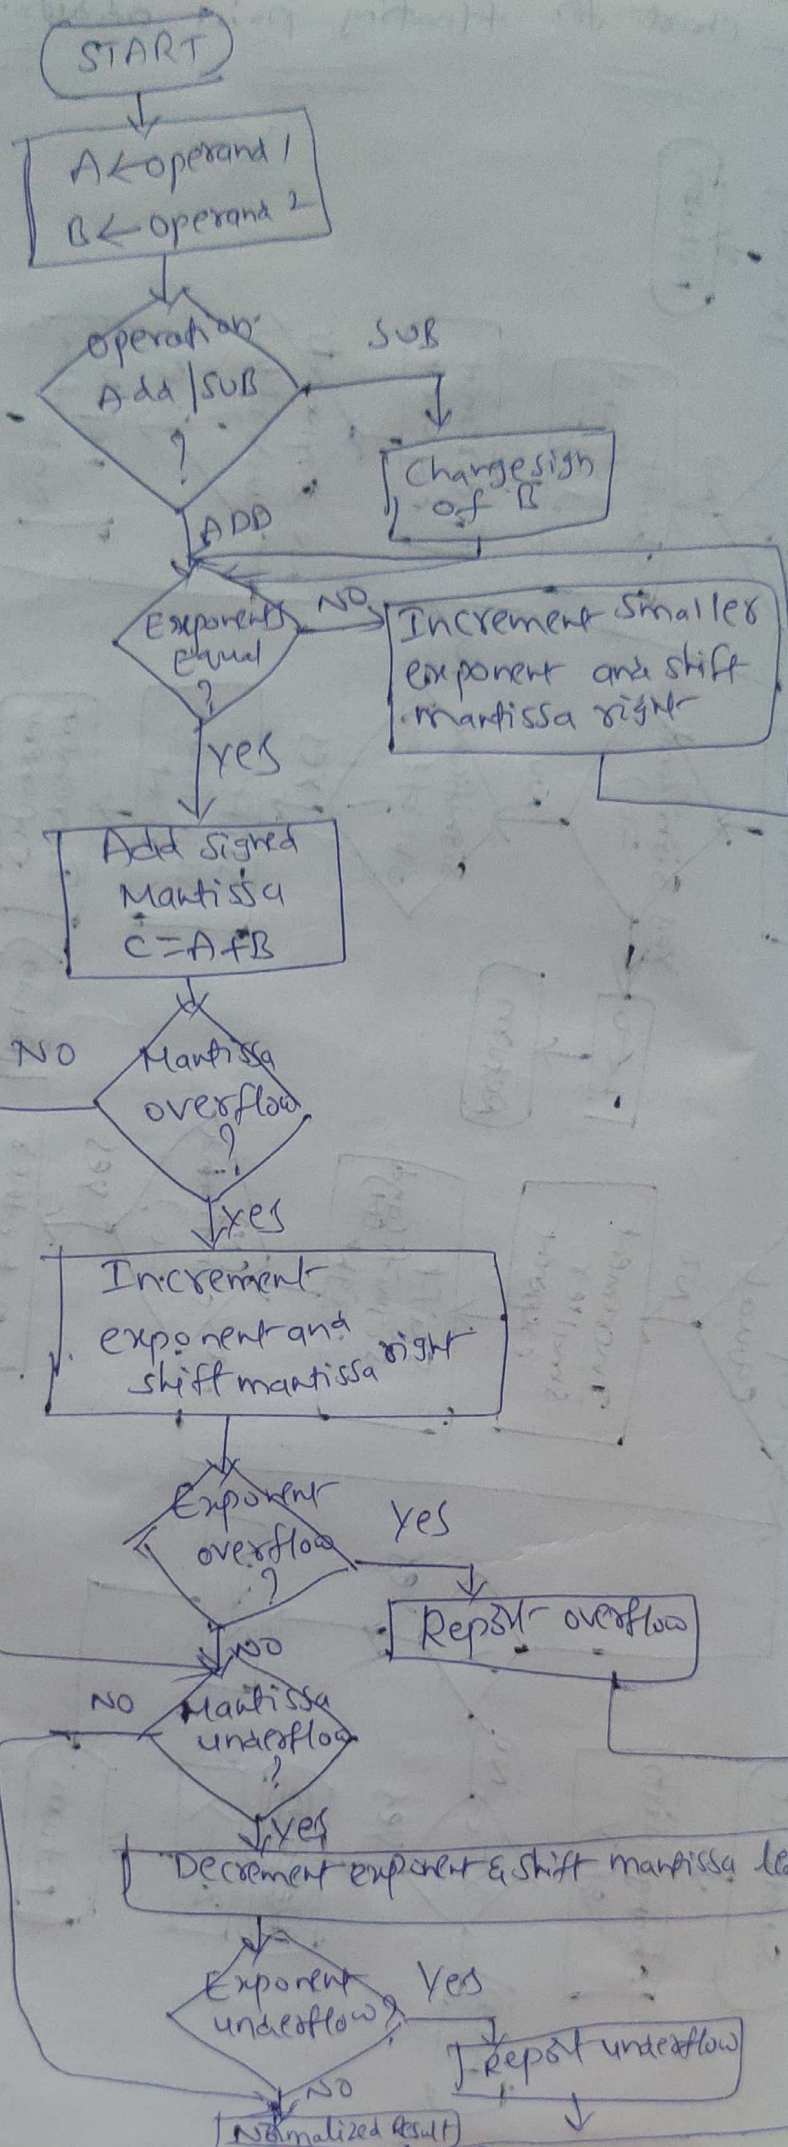 START
A ← operand 1
B ← operand 2
Operation
Add/SUB
?
SUB
Change sign
of B
ADD
Exponents
Equal
?
NO
Increment smaller
exponent and shift
mantissa right
yes
Add signed
Mantissa
C = A + B
NO
Mantissa
overflow
?
yes
Increment
exponent and
shift mantissa right
Exponent
overflow
?
Yes
Report overflow
NO
NO
Mantissa
underflow
?
yes
Decrement exponent & shift mantissa le
Exponent
underflow?
Yes
Report underflow
NO
Normalized Result